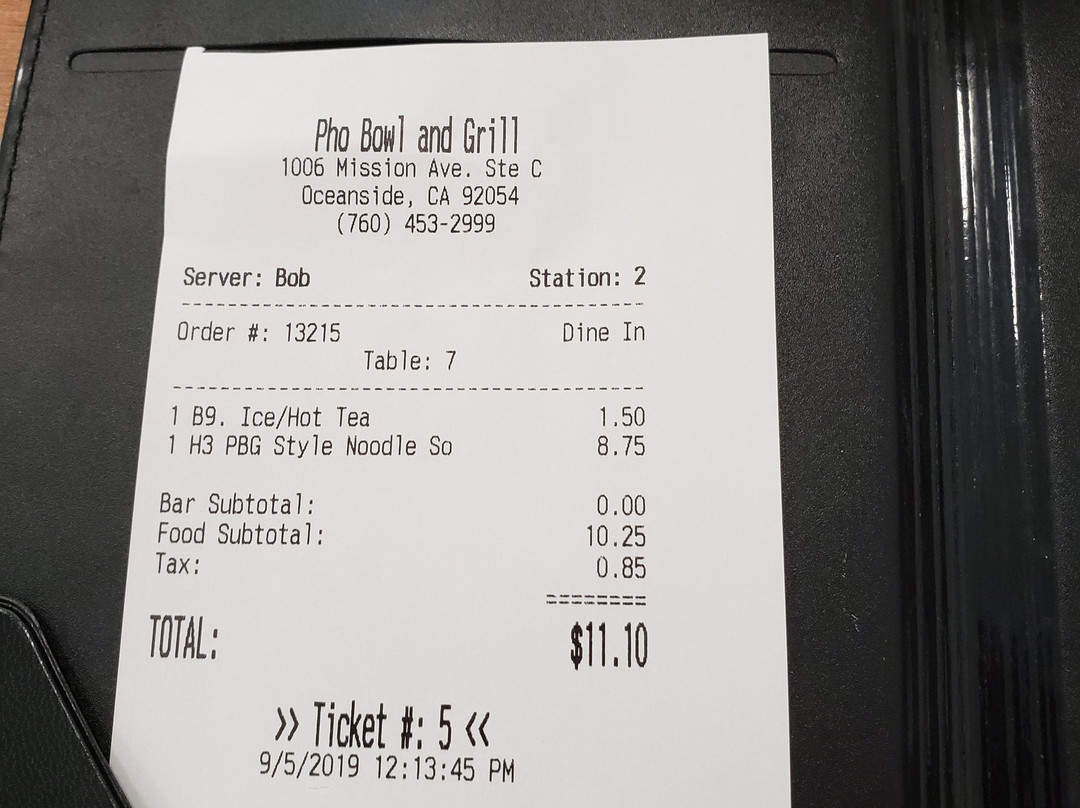 Pho Bowl and Grill
1006 Mission Ave. Ste C
Oceanside, CA 92054
(760) 453-2999
Server: Bob Station: 2
Order #: 13215 Dine In
Table: 7
1 B9. Ice/Hot Tea 1.50
1 H3 PBG Style Noodle So 8.75
Bar Subtotal: 0.00
Food Subtotal: 10.25
Tax: 0.85
========
TOTAL: $11.10
>> Ticket #: 5 <<
9/5/2019 12:13:45 PM